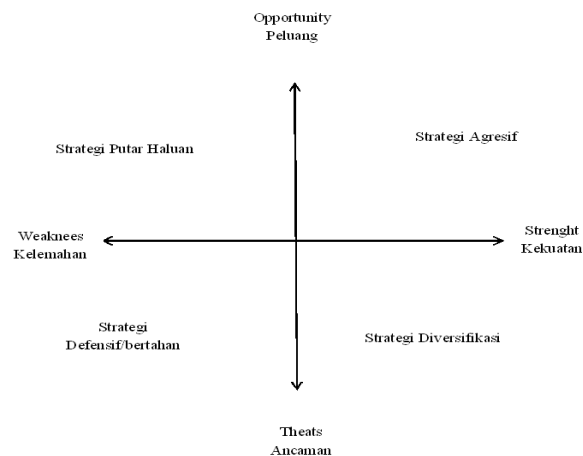 Opportunity
Peluang
Strategi Agresif
Strategi Putar Haluan
Weaknees
Kelemahan
Strenght
Kekuatan
Strategi
Defensif/bertahan
Strategi Diversifikasi
Theats
Ancaman